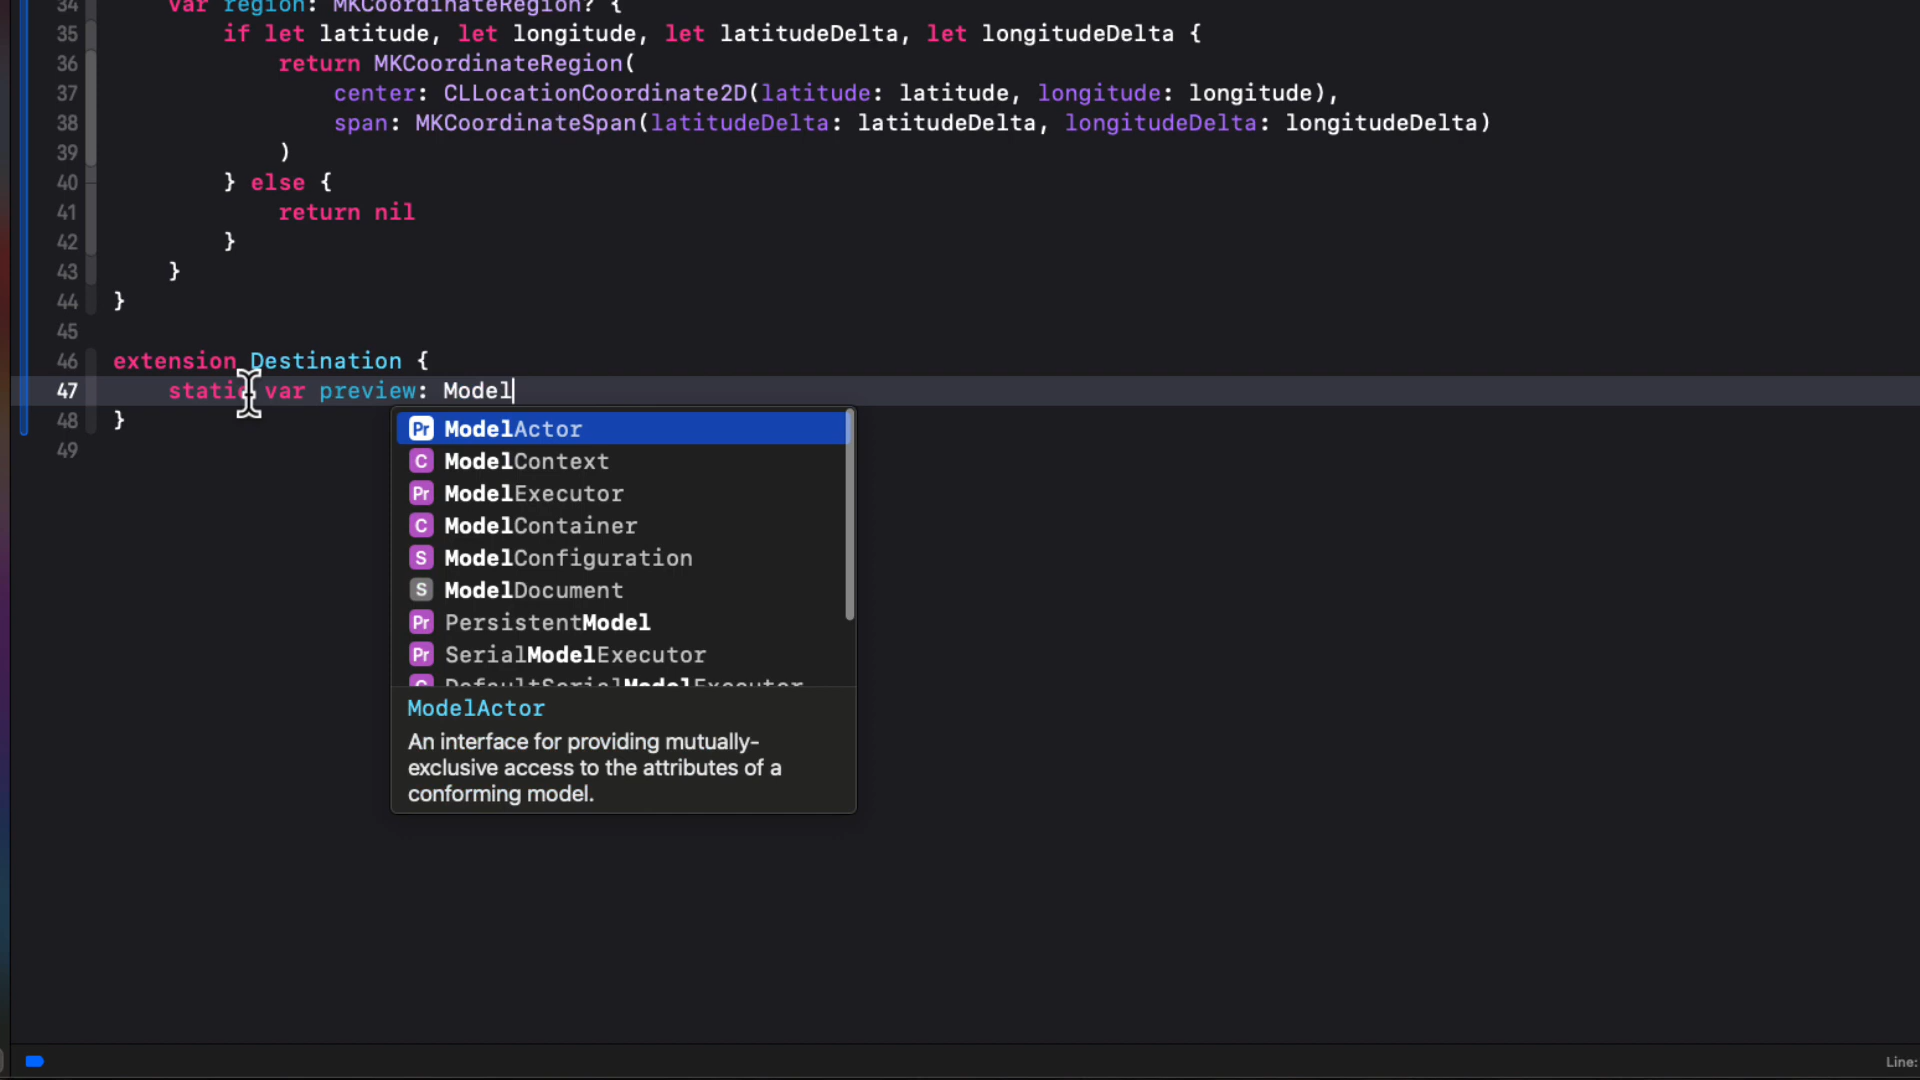 34 var region: MKCoordinateRegion? {
35 if let latitude, let longitude, let latitudeDelta, let longitudeDelta {
36 return MKCoordinateRegion(
37 center: CLLocationCoordinate2D(latitude: latitude, longitude: longitude),
38 span: MKCoordinateSpan(latitudeDelta: latitudeDelta, longitudeDelta: longitudeDelta)
39 )
40 } else {
41 return nil
42 }
43 }
44 }
45
46 extension Destination {
47 static var preview: Model
48 }
49
Pr ModelActor
C ModelContext
Pr ModelExecutor
C ModelContainer
S ModelConfiguration
S ModelDocument
Pr PersistentModel
Pr SerialModelExecutor
C DefaultSerialModelExecutor
ModelActor
An interface for providing mutually-
exclusive access to the attributes of a
conforming model.
Line: